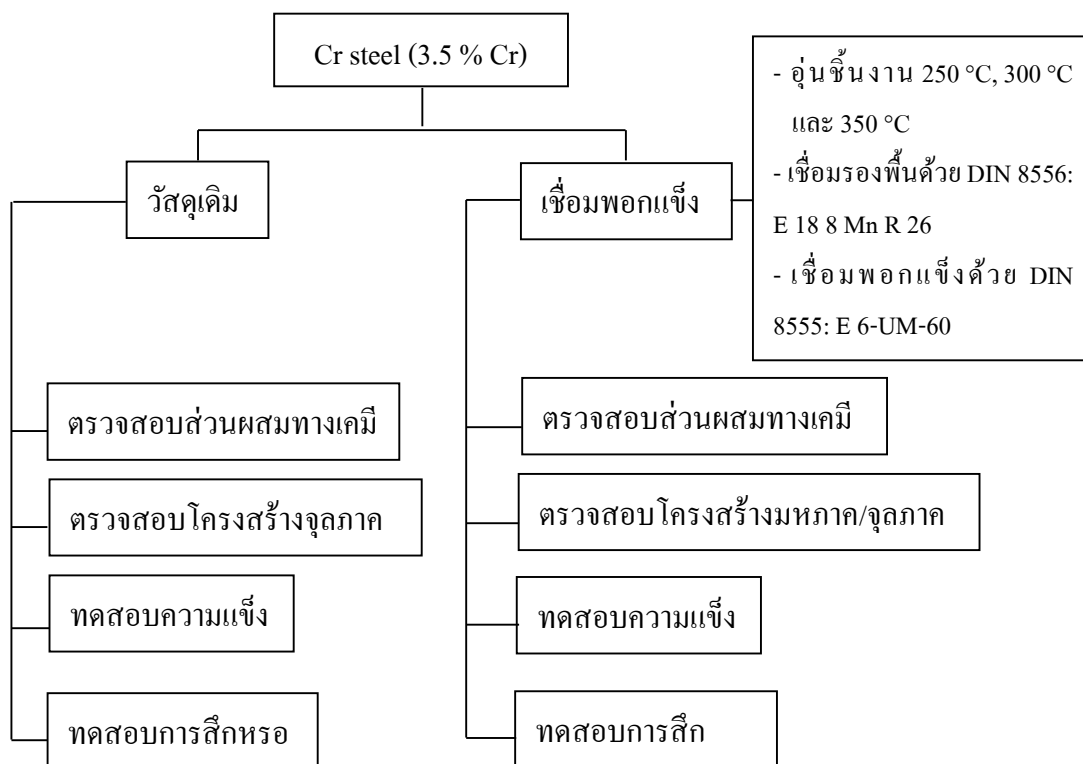 Cr steel (3.5 % Cr)
- อุ่นชิ้นงาน 250 °C, 300 °C
และ 350 °C
- เชื่อมรองพื้นด้วย DIN 8556:
E 18 8 Mn R 26
- เชื่อมพอกแข็งด้วย DIN
8555: E 6-UM-60
วัสดุเดิม
เชื่อมพอกแข็ง
ตรวจสอบส่วนผสมทางเคมี
ตรวจสอบโครงสร้างจุลภาค
ทดสอบความแข็ง
ทดสอบการสึกหรอ
ตรวจสอบส่วนผสมทางเคมี
ตรวจสอบโครงสร้างมหภาค/จุลภาค
ทดสอบความแข็ง
ทดสอบการสึก